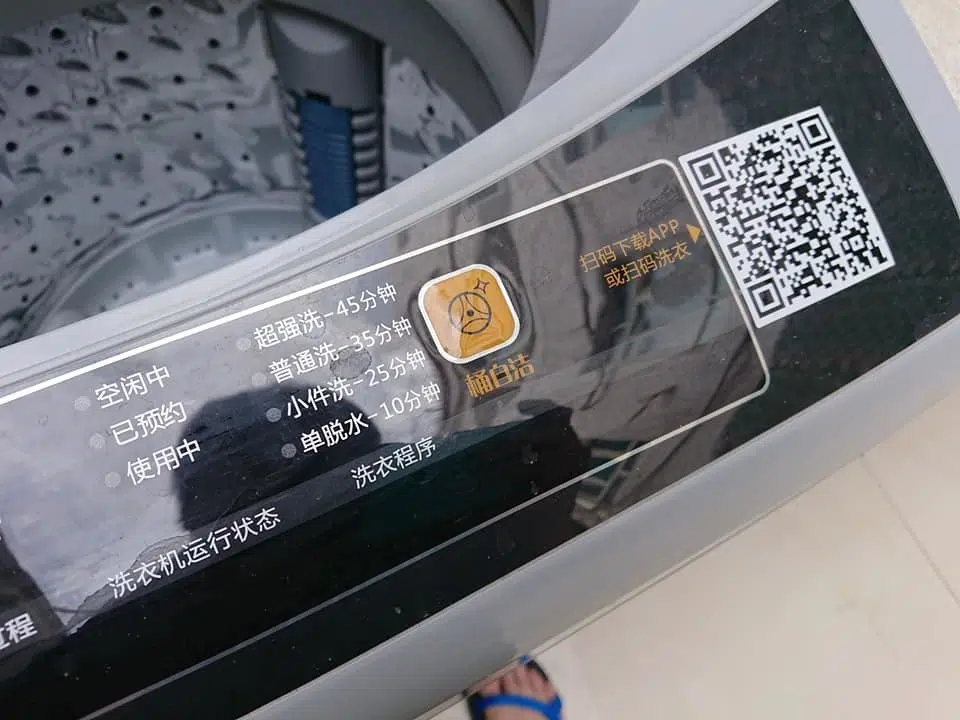 扫码下载APP
或扫码洗衣
超强洗-45分钟
普通洗-35分钟
小件洗-25分钟
单脱水-10分钟
洗衣程序
桶自洁
空闲中
已预约
使用中
洗衣机运行状态
程